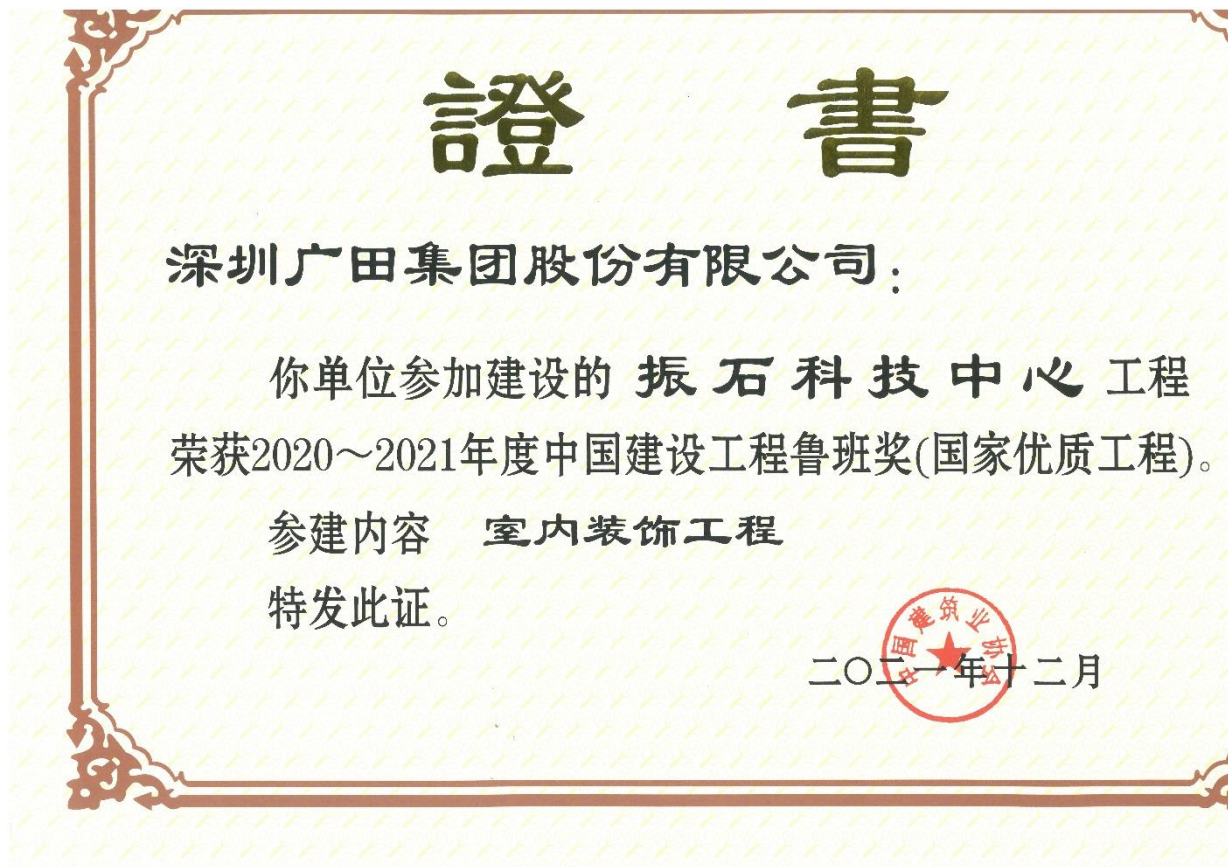 證書
深圳广田集团股份有限公司：
你单位参加建设的 振石科技中心 工程
荣获2020～2021年度中国建设工程鲁班奖(国家优质工程)。
参建内容 室内装饰工程
特发此证。
中国建筑业协会
二〇二一年十二月